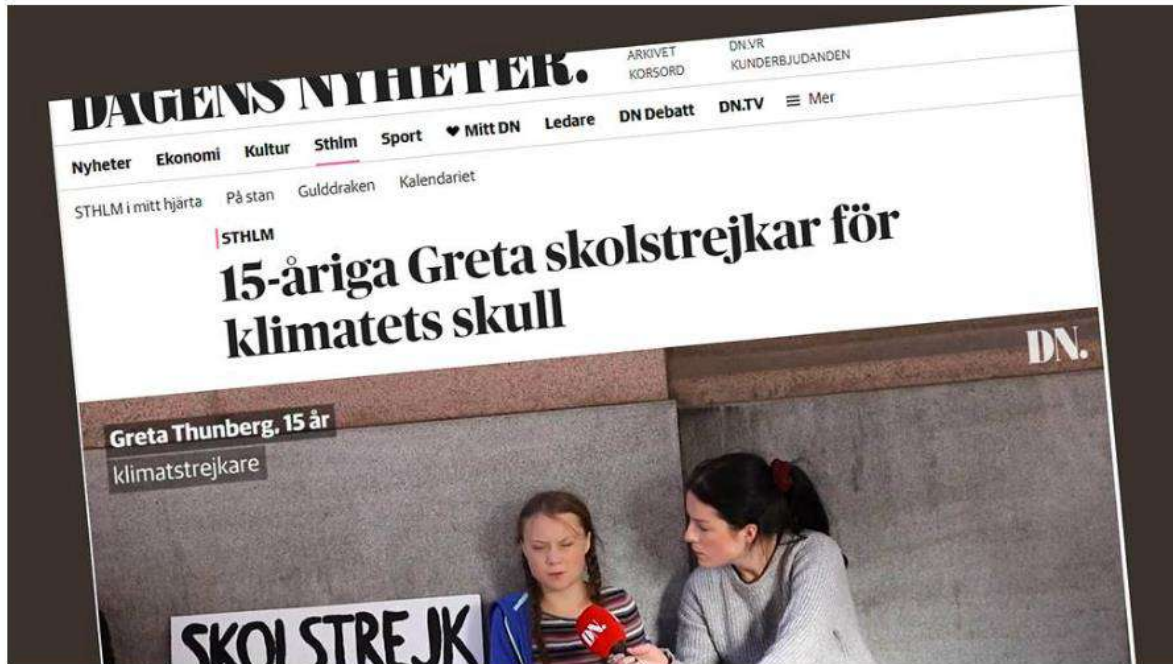 DAGENS NYHETER.
ARKIVET
KORSORD
DN.VR
KUNDERBJUDANDEN
Nyheter Ekonomi Kultur Sthlm Sport ♥ Mitt DN Ledare DN Debatt DN.TV ☰ Mer
STHLM i mitt hjärta På stan Gulddraken Kalendariet
STHLM
15-åriga Greta skolstrejkar för
klimatets skull
DN.
Greta Thunberg, 15 år
klimatstrejkare
SKOLSTREJK
DN.